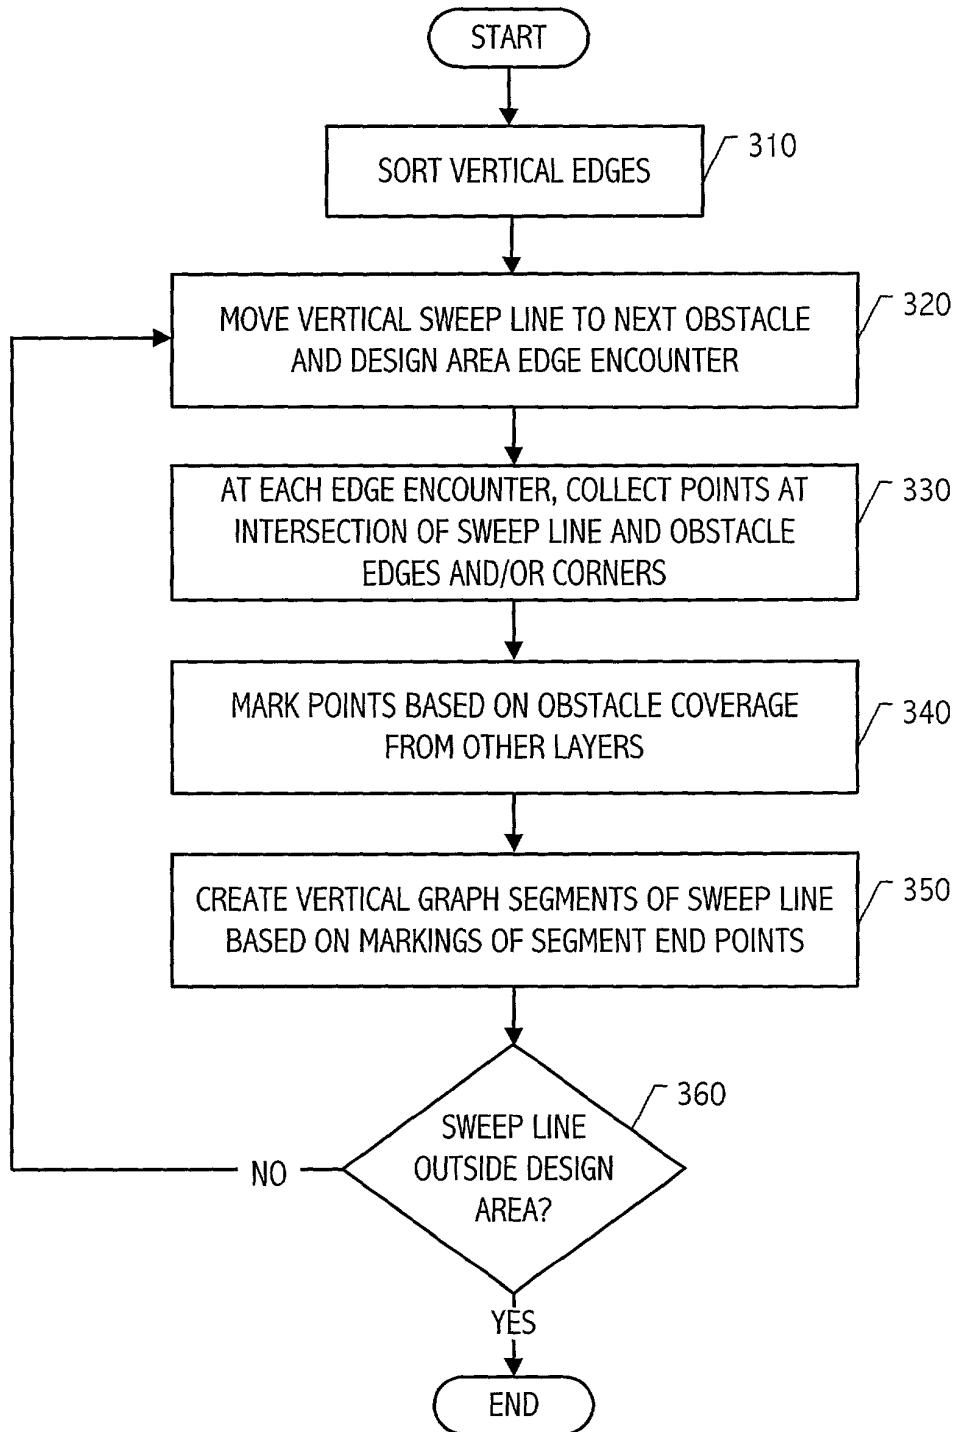 START
SORT VERTICAL EDGES
310
MOVE VERTICAL SWEEP LINE TO NEXT OBSTACLE
AND DESIGN AREA EDGE ENCOUNTER
320
AT EACH EDGE ENCOUNTER, COLLECT POINTS AT
INTERSECTION OF SWEEP LINE AND OBSTACLE
EDGES AND/OR CORNERS
330
MARK POINTS BASED ON OBSTACLE COVERAGE
FROM OTHER LAYERS
340
CREATE VERTICAL GRAPH SEGMENTS OF SWEEP LINE
BASED ON MARKINGS OF SEGMENT END POINTS
350
SWEEP LINE
OUTSIDE DESIGN
AREA?
360
NO
YES
END